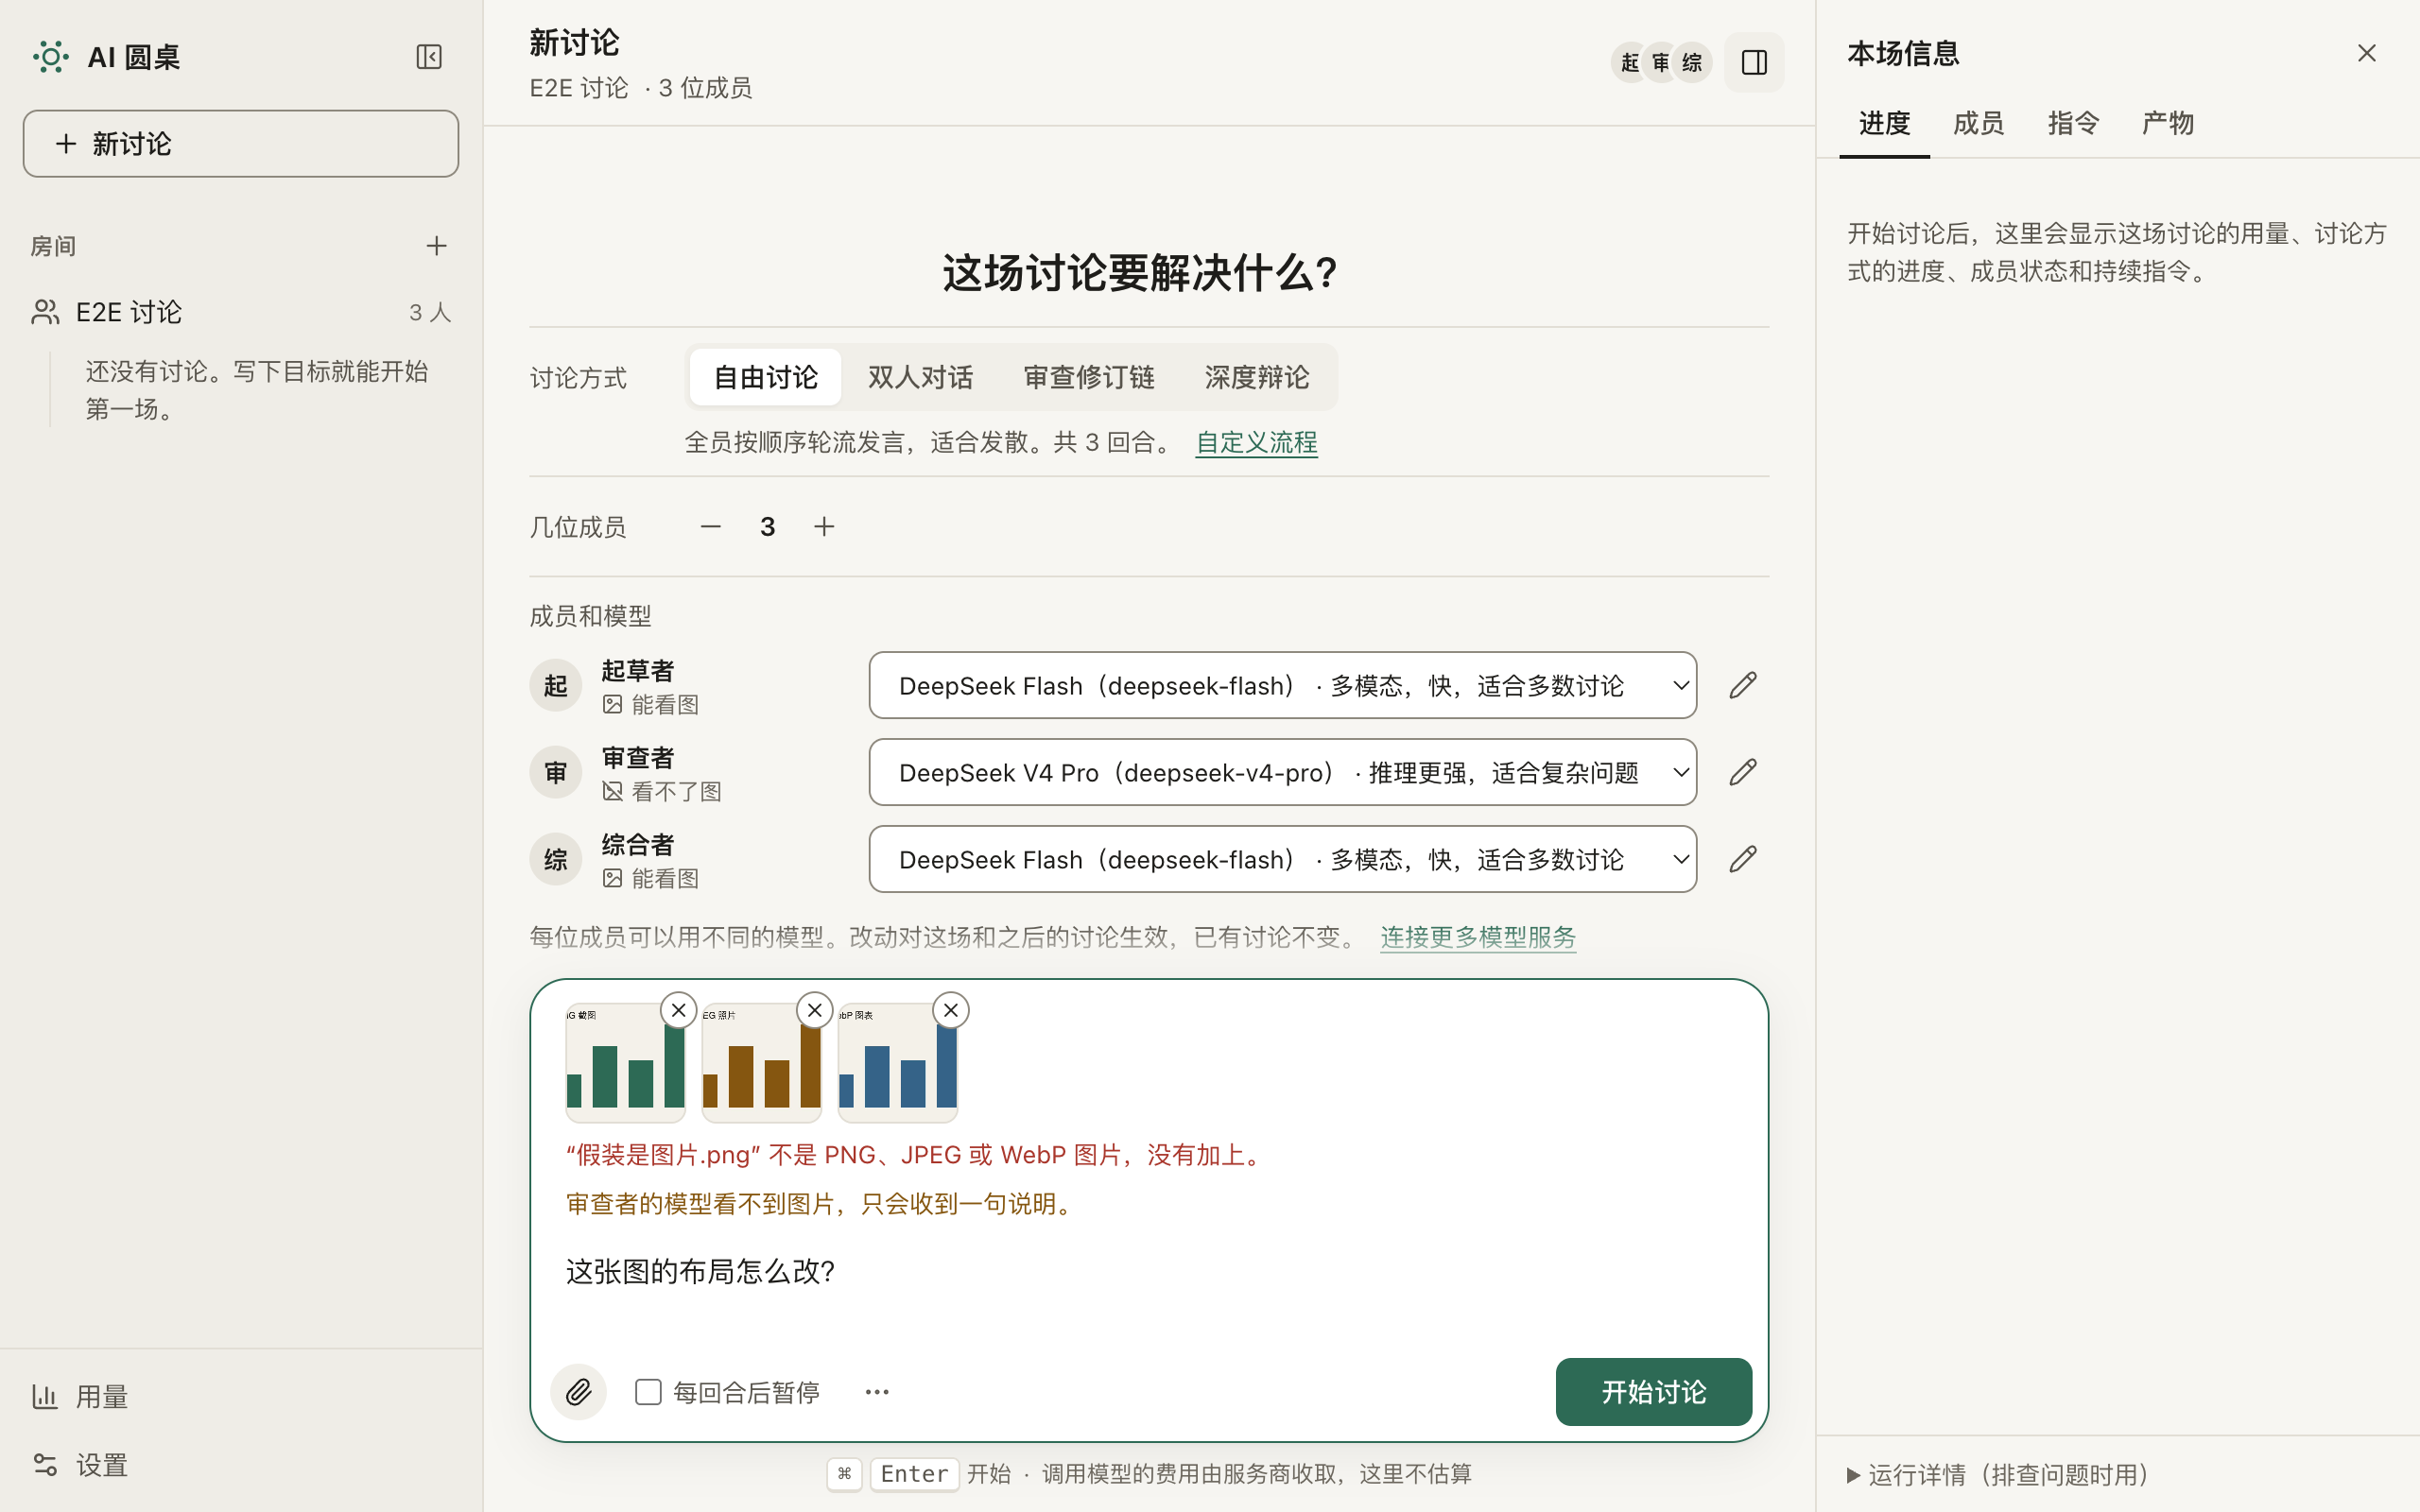 AI 圆桌
新讨论
房间
E2E 讨论
3 人
还没有讨论。写下目标就能开始
第一场。
用量
设置
新讨论
E2E 讨论 · 3 位成员
起
审
综
这场讨论要解决什么?
讨论方式
自由讨论
双人对话
审查修订链
深度辩论
全员按顺序轮流发言，适合发散。共 3 回合。 自定义流程
几位成员
3
成员和模型
起
起草者
能看图
DeepSeek Flash（deepseek-flash） · 多模态，快，适合多数讨论
审
审查者
看不了图
DeepSeek V4 Pro（deepseek-v4-pro） · 推理更强，适合复杂问题
综
综合者
能看图
DeepSeek Flash（deepseek-flash） · 多模态，快，适合多数讨论
每位成员可以用不同的模型。改动对这场和之后的讨论生效，已有讨论不变。 连接更多模型服务
G 截图
EG 照片
bP 图表
“假装是图片.png” 不是 PNG、JPEG 或 WebP 图片，没有加上。
审查者的模型看不到图片，只会收到一句说明。
这张图的布局怎么改?
每回合后暂停
开始讨论
⌘ Enter 开始 · 调用模型的费用由服务商收取，这里不估算
本场信息
进度
成员
指令
产物
开始讨论后，这里会显示这场讨论的用量、讨论方
式的进度、成员状态和持续指令。
运行详情（排查问题时用）